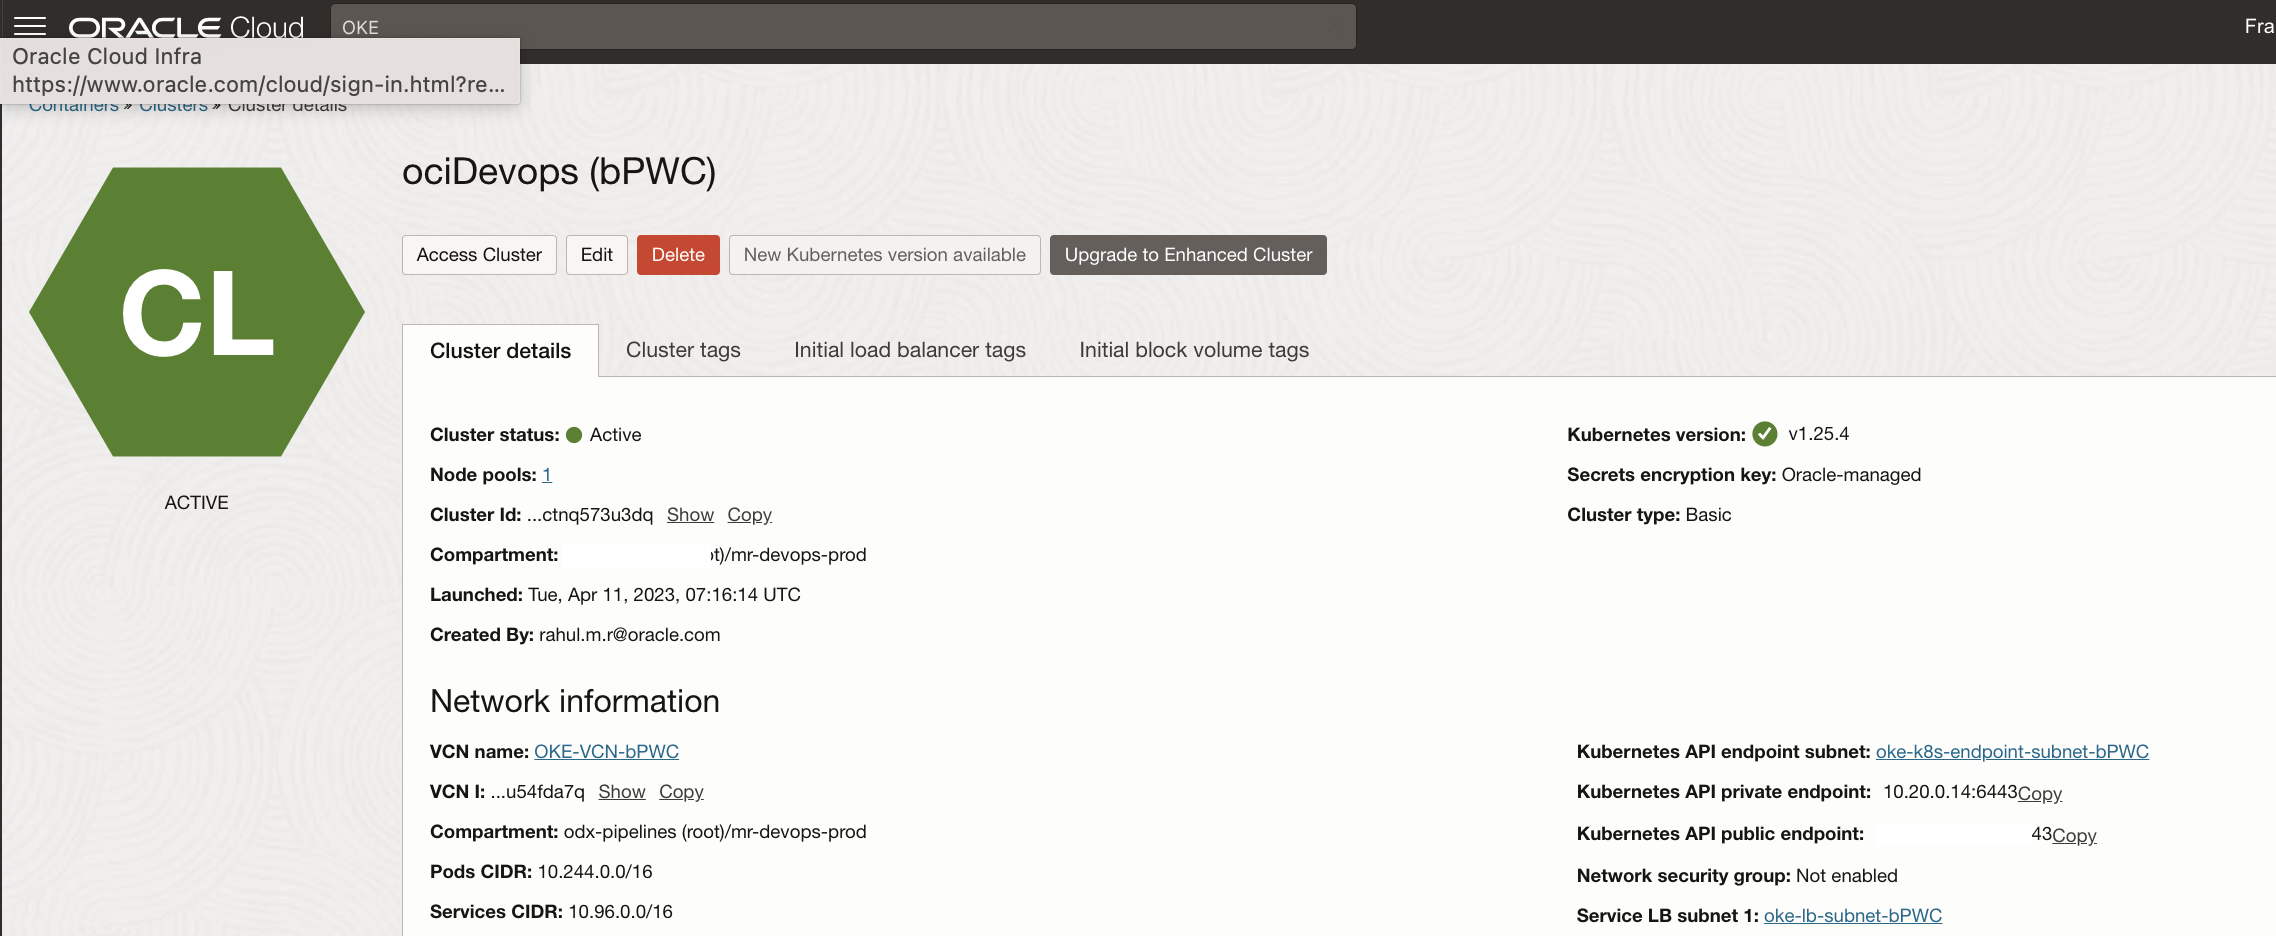 ORACLE Cloud
OKE
Fra
Oracle Cloud Infra
https://www.oracle.com/cloud/sign-in.html?re...
Containers » Clusters » Cluster details
CL
ACTIVE
ociDevops (bPWC)
Access Cluster Edit Delete New Kubernetes version available Upgrade to Enhanced Cluster
Cluster details Cluster tags Initial load balancer tags Initial block volume tags
Cluster status: Active
Node pools: 1
Cluster Id: ...ctnq573u3dq Show Copy
Compartment: t)/mr-devops-prod
Launched: Tue, Apr 11, 2023, 07:16:14 UTC
Created By: rahul.m.r@oracle.com
Kubernetes version: v1.25.4
Secrets encryption key: Oracle-managed
Cluster type: Basic
Network information
VCN name: OKE-VCN-bPWC
VCN I: ...u54fda7q Show Copy
Compartment: odx-pipelines (root)/mr-devops-prod
Pods CIDR: 10.244.0.0/16
Services CIDR: 10.96.0.0/16
Kubernetes API endpoint subnet: oke-k8s-endpoint-subnet-bPWC
Kubernetes API private endpoint: 10.20.0.14:6443 Copy
Kubernetes API public endpoint: 43 Copy
Network security group: Not enabled
Service LB subnet 1: oke-lb-subnet-bPWC